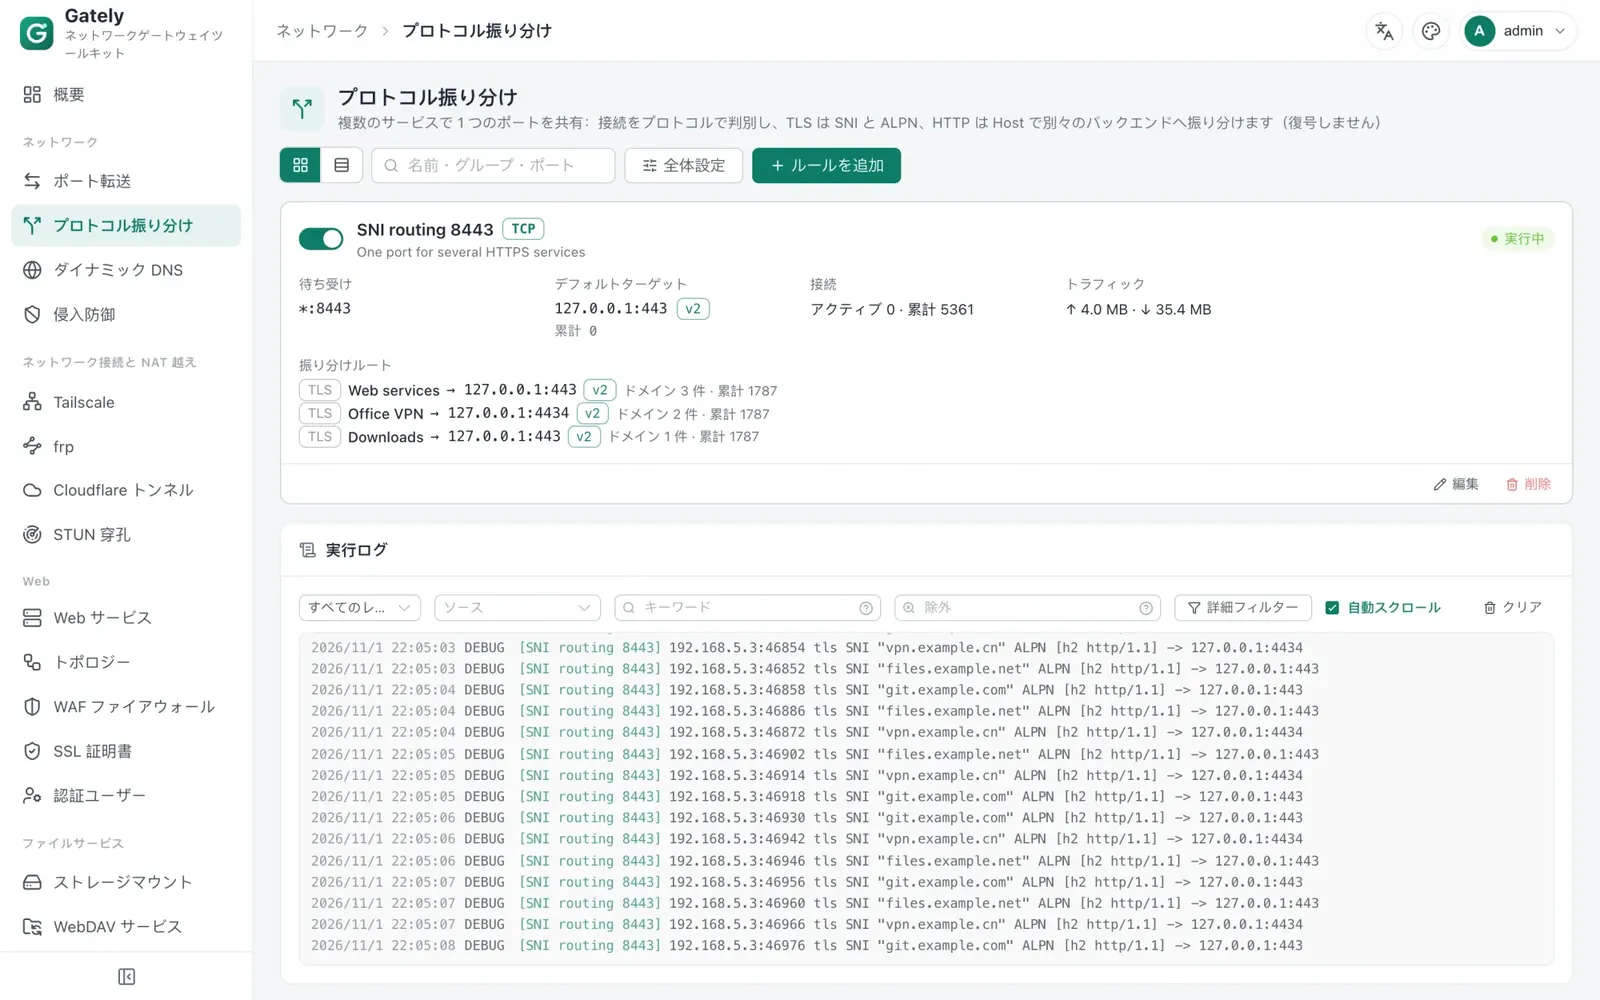 Gately
ネットワークゲートウェイツ
ールキット
概要
ネットワーク
ポート転送
プロトコル振り分け
ダイナミック DNS
侵入防御
ネットワーク接続と NAT 越え
Tailscale
frp
Cloudflare トンネル
STUN 穿孔
Web
Web サービス
トポロジー
WAF ファイアウォール
SSL 証明書
認証ユーザー
ファイルサービス
ストレージマウント
WebDAV サービス
ネットワーク > プロトコル振り分け
A admin
プロトコル振り分け
複数のサービスで 1 つのポートを共有：接続をプロトコルで判別し、TLS は SNI と ALPN、HTTP は Host で別々のバックエンドへ振り分けます（復号しません）
名前・グループ・ポート
全体設定
+ ルールを追加
SNI routing 8443 TCP
One port for several HTTPS services
実行中
待ち受け
*:8443
デフォルトターゲット
127.0.0.1:443 v2
累計 0
接続
アクティブ 0 · 累計 5361
トラフィック
↑ 4.0 MB · ↓ 35.4 MB
振り分けルート
TLS Web services → 127.0.0.1:443 v2 ドメイン 3 件 · 累計 1787
TLS Office VPN → 127.0.0.1:4434 v2 ドメイン 2 件 · 累計 1787
TLS Downloads → 127.0.0.1:443 v2 ドメイン 1 件 · 累計 1787
編集 削除
実行ログ
すべてのレ... ソース キーワード 除外 詳細フィルター 自動スクロール クリア
2026/11/1 22:05:03 DEBUG [SNI routing 8443] 192.168.5.3:46854 tls SNI "vpn.example.cn" ALPN [h2 http/1.1] -> 127.0.0.1:4434
2026/11/1 22:05:03 DEBUG [SNI routing 8443] 192.168.5.3:46852 tls SNI "files.example.net" ALPN [h2 http/1.1] -> 127.0.0.1:443
2026/11/1 22:05:04 DEBUG [SNI routing 8443] 192.168.5.3:46858 tls SNI "git.example.com" ALPN [h2 http/1.1] -> 127.0.0.1:443
2026/11/1 22:05:04 DEBUG [SNI routing 8443] 192.168.5.3:46886 tls SNI "files.example.net" ALPN [h2 http/1.1] -> 127.0.0.1:443
2026/11/1 22:05:04 DEBUG [SNI routing 8443] 192.168.5.3:46872 tls SNI "vpn.example.cn" ALPN [h2 http/1.1] -> 127.0.0.1:4434
2026/11/1 22:05:05 DEBUG [SNI routing 8443] 192.168.5.3:46902 tls SNI "files.example.net" ALPN [h2 http/1.1] -> 127.0.0.1:443
2026/11/1 22:05:05 DEBUG [SNI routing 8443] 192.168.5.3:46914 tls SNI "vpn.example.cn" ALPN [h2 http/1.1] -> 127.0.0.1:4434
2026/11/1 22:05:05 DEBUG [SNI routing 8443] 192.168.5.3:46918 tls SNI "git.example.com" ALPN [h2 http/1.1] -> 127.0.0.1:443
2026/11/1 22:05:06 DEBUG [SNI routing 8443] 192.168.5.3:46930 tls SNI "git.example.com" ALPN [h2 http/1.1] -> 127.0.0.1:443
2026/11/1 22:05:06 DEBUG [SNI routing 8443] 192.168.5.3:46942 tls SNI "vpn.example.cn" ALPN [h2 http/1.1] -> 127.0.0.1:4434
2026/11/1 22:05:06 DEBUG [SNI routing 8443] 192.168.5.3:46946 tls SNI "files.example.net" ALPN [h2 http/1.1] -> 127.0.0.1:443
2026/11/1 22:05:07 DEBUG [SNI routing 8443] 192.168.5.3:46956 tls SNI "git.example.com" ALPN [h2 http/1.1] -> 127.0.0.1:443
2026/11/1 22:05:07 DEBUG [SNI routing 8443] 192.168.5.3:46960 tls SNI "files.example.net" ALPN [h2 http/1.1] -> 127.0.0.1:443
2026/11/1 22:05:07 DEBUG [SNI routing 8443] 192.168.5.3:46966 tls SNI "vpn.example.cn" ALPN [h2 http/1.1] -> 127.0.0.1:4434
2026/11/1 22:05:08 DEBUG [SNI routing 8443] 192.168.5.3:46976 tls SNI "git.example.com" ALPN [h2 http/1.1] -> 127.0.0.1:443